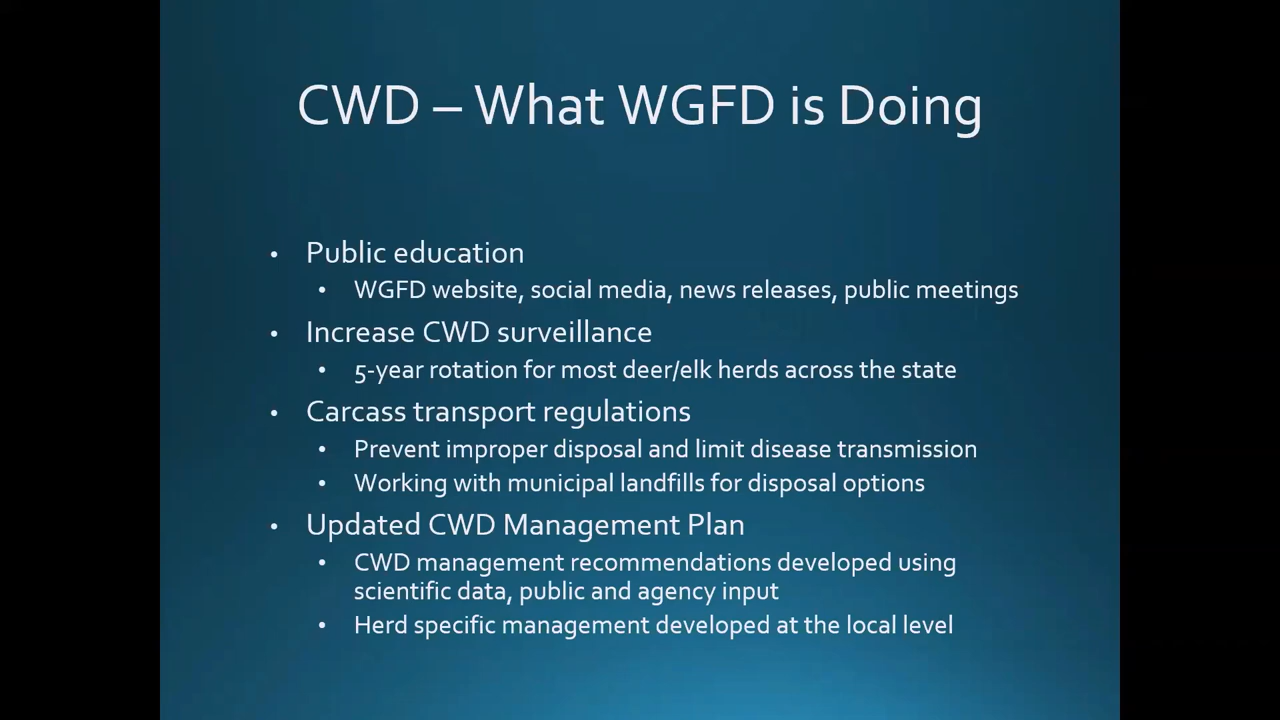 CWD – What WGFD is Doing
• Public education
• WGFD website, social media, news releases, public meetings
• Increase CWD surveillance
• 5-year rotation for most deer/elk herds across the state
• Carcass transport regulations
• Prevent improper disposal and limit disease transmission
• Working with municipal landfills for disposal options
• Updated CWD Management Plan
• CWD management recommendations developed using
scientific data, public and agency input
• Herd specific management developed at the local level